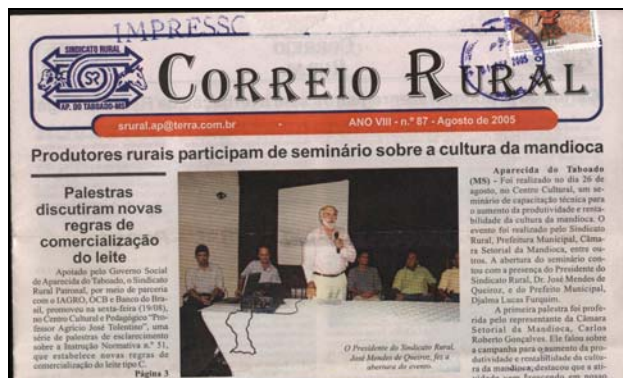 IMPRESSO
SINDICATO RURAL
SR
AP. DO TABOADO-MS
CORREIO RURAL
2005
srural.ap@terra.com.br
ANO VIII - n.º 87 - Agosto de 2005
Produtores rurais participam de seminário sobre a cultura da mandioca
Palestras
discutiram novas
regras de
comercialização
do leite
Apoiado pelo Governo Social
de Aparecida do Taboado, o Sindicato
Rural Patronal, por meio de parceria
com o IAGRO, OCB e Banco do Bra-
sil, promoveu na sexta-feira (19/08),
no Centro Cultural e Pedagógico "Pro-
fessor Agrício José Tolentino", uma
série de palestras de esclarecimento
sobre a Instrução Normativa n.º 51,
que estabelece novas regras de
comercialização do leite tipo C.
Página 3
O Presidente do Sindicato Rural,
José Mendes de Queiroz, fez a
abertura do evento.
Aparecida do Taboado
(MS) - Foi realizado no dia 26 de
agosto, no Centro Cultural, um se-
minário de capacitação técnica para
o aumento da produtividade e renta-
bilidade da cultura da mandioca. O
evento foi realizado pelo Sindicato
Rural, Prefeitura Municipal, Câma-
ra Setorial da Mandioca, entre ou-
tros. A abertura do seminário con-
tou com a presença do Presidente do
Sindicato Rural, Dr. José Mendes de
Queiroz, e do Prefeito Municipal,
Djalma Lucas Furquim.
A primeira palestra foi profe-
rida pelo representante da Câmara
Setorial da Mandioca, Carlos
Roberto Gonçalves. Ele falou sobre
a campanha para o aumento da pro-
dutividade e rentabilidade da cultu-
ra da mandioca; destacou que a ati-